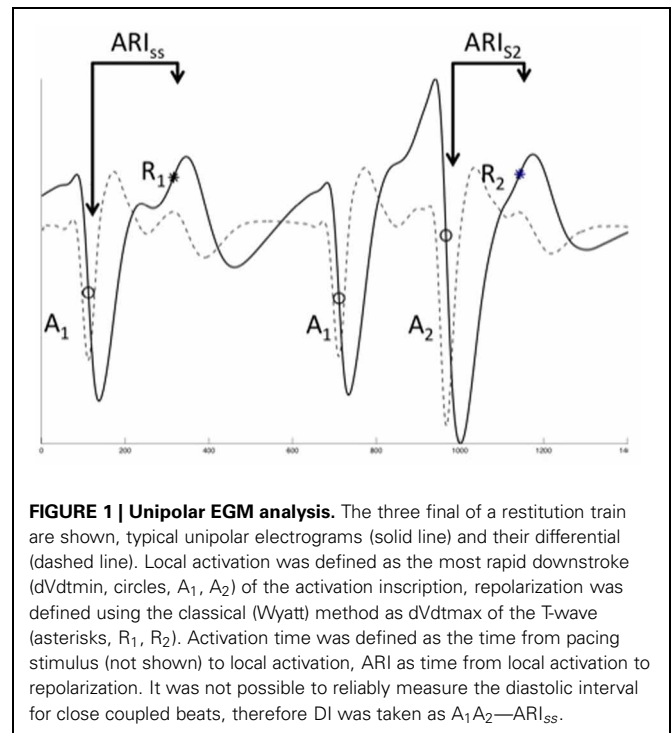 ARIss
ARIS2
R1
R2
A1
A1
A2
0
200
400
600
800
1000
1200
14
FIGURE 1 | Unipolar EGM analysis. The three final of a restitution train
are shown, typical unipolar electrograms (solid line) and their differential
(dashed line). Local activation was defined as the most rapid downstroke
(dVdtmin, circles, A1, A2) of the activation inscription, repolarization was
defined using the classical (Wyatt) method as dVdtmax of the T-wave
(asterisks, R1, R2). Activation time was defined as the time from pacing
stimulus (not shown) to local activation, ARI as time from local activation to
repolarization. It was not possible to reliably measure the diastolic interval
for close coupled beats, therefore DI was taken as A1A2—ARIss.